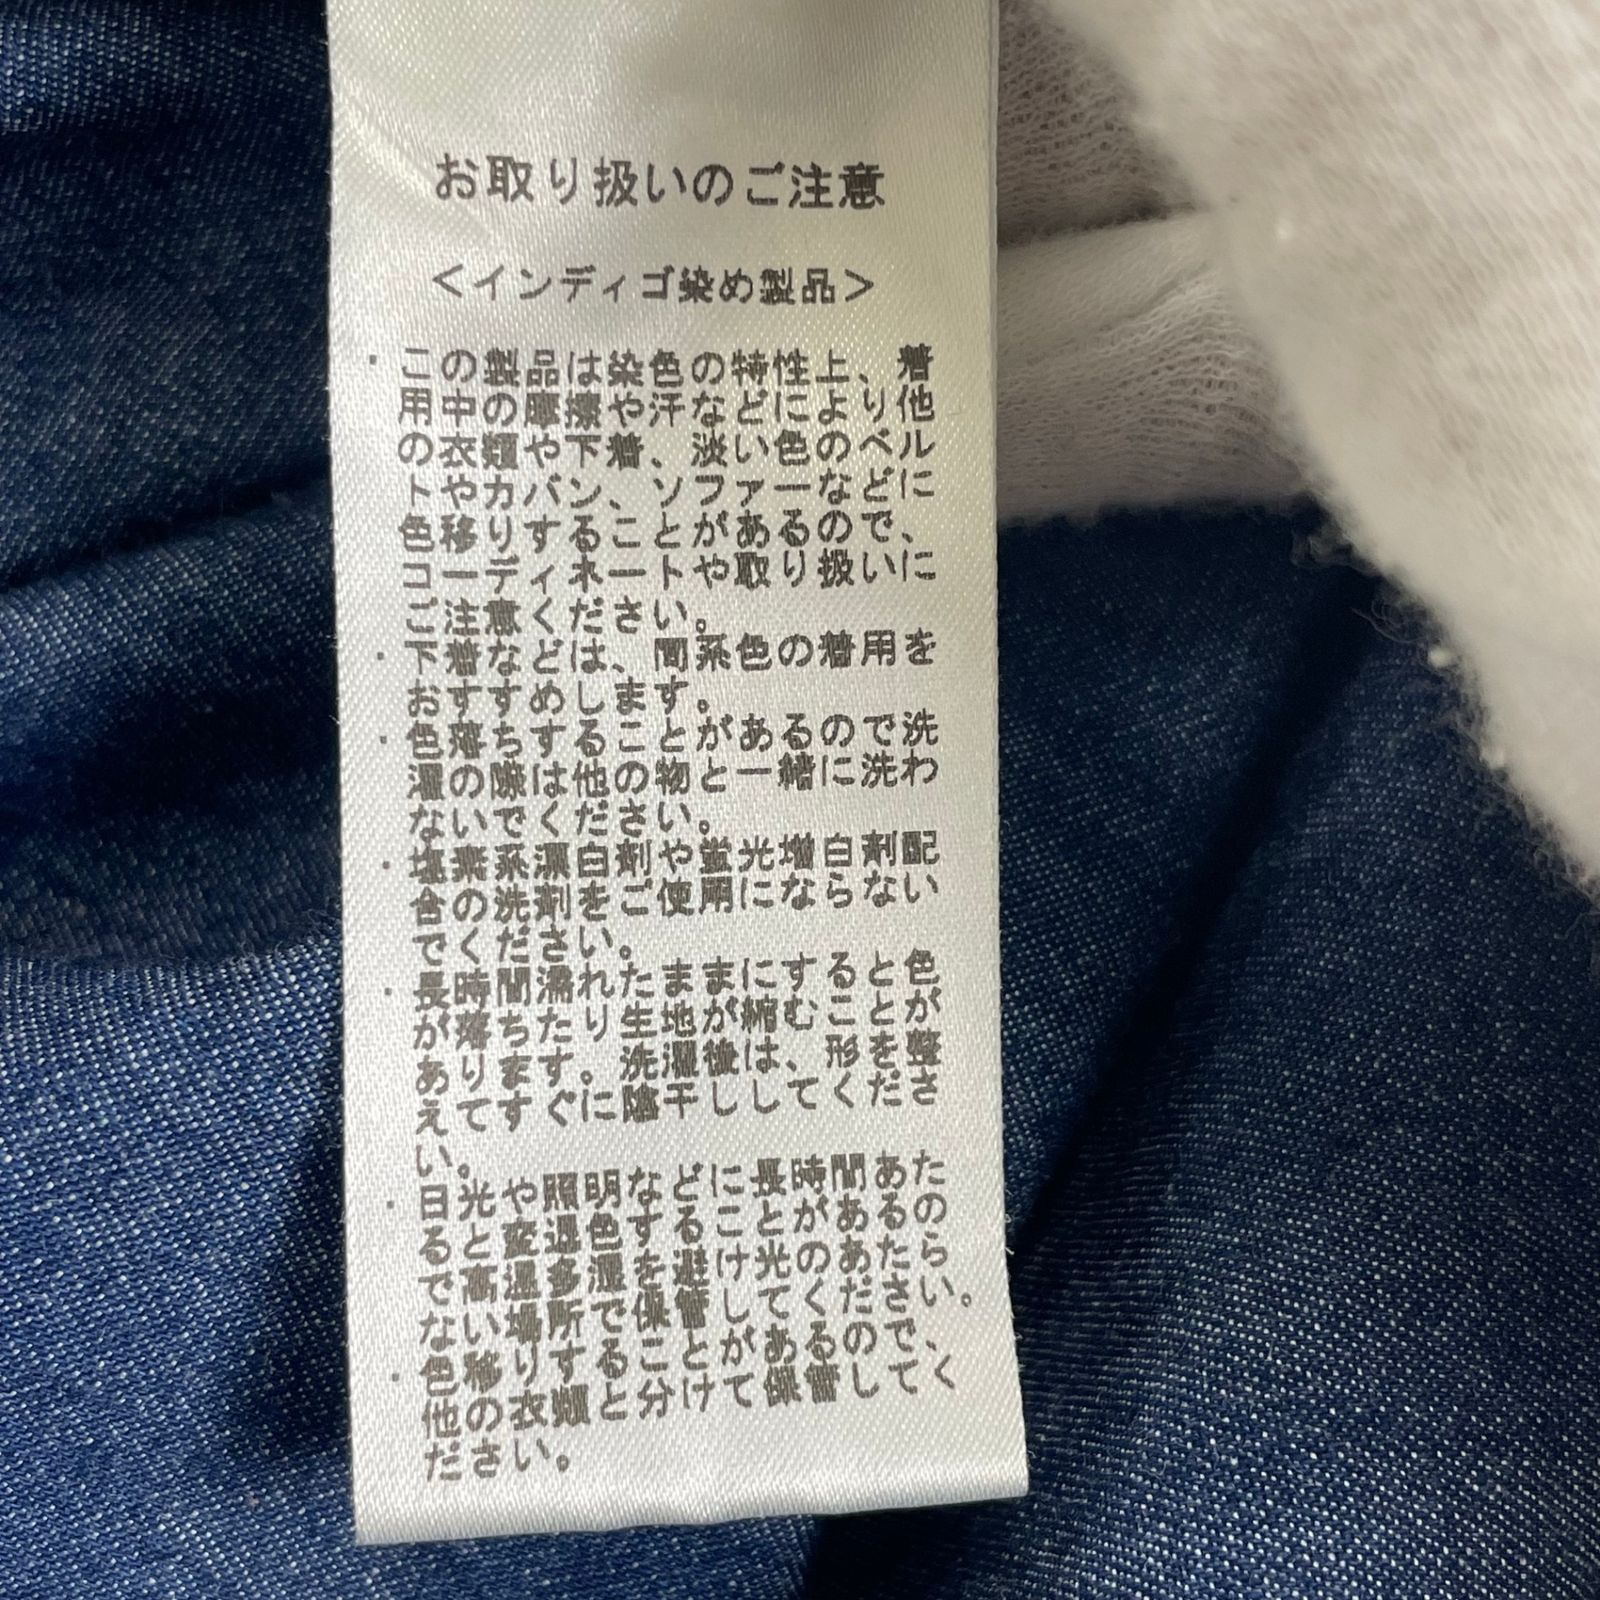 お取り扱いのご注意
<インディゴ染め製品>
・この製品は染色の特性上、着
用中の摩擦や汗などにより他
の衣類や下着、淡い色のベル
トやカバン、ソファーなどに
色移りすることがあるので、
コーディネートや取り扱いに
ご注意ください。
・下着などは、同系色の着用を
おすすめします。
・色落ちすることがあるので洗
濯の際は他の物と一緒に洗わ
ないでください。
・塩素系漂白剤や蛍光増白剤配
合の洗剤をご使用にならない
でください。
・長時間濡れたままにすると色
が落ちたり生地が縮むことが
あります。洗濯後は、形を整
えてすぐに陰干ししてくださ
い。
・日光や照明などに長時間あた
ると変退色することがあるの
で高温多湿を避け光のあたら
ない場所で保管してください。
・色移りすることがあるので、
他の衣類と分けて保管してく
ださい。